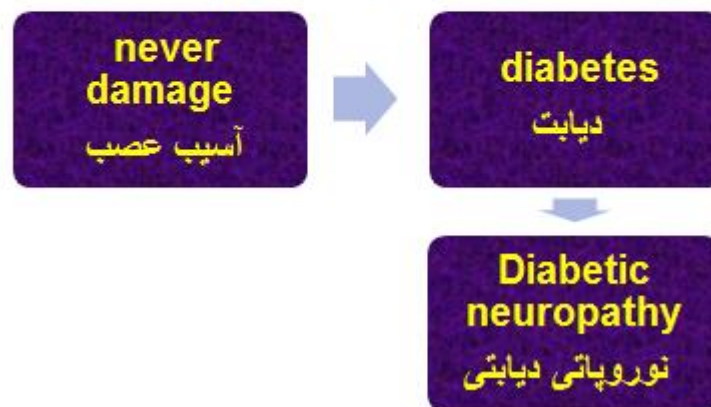 never
damage
آسیب عصب
diabetes
دیابت
Diabetic
neuropathy
نوروپاتی دیابتی